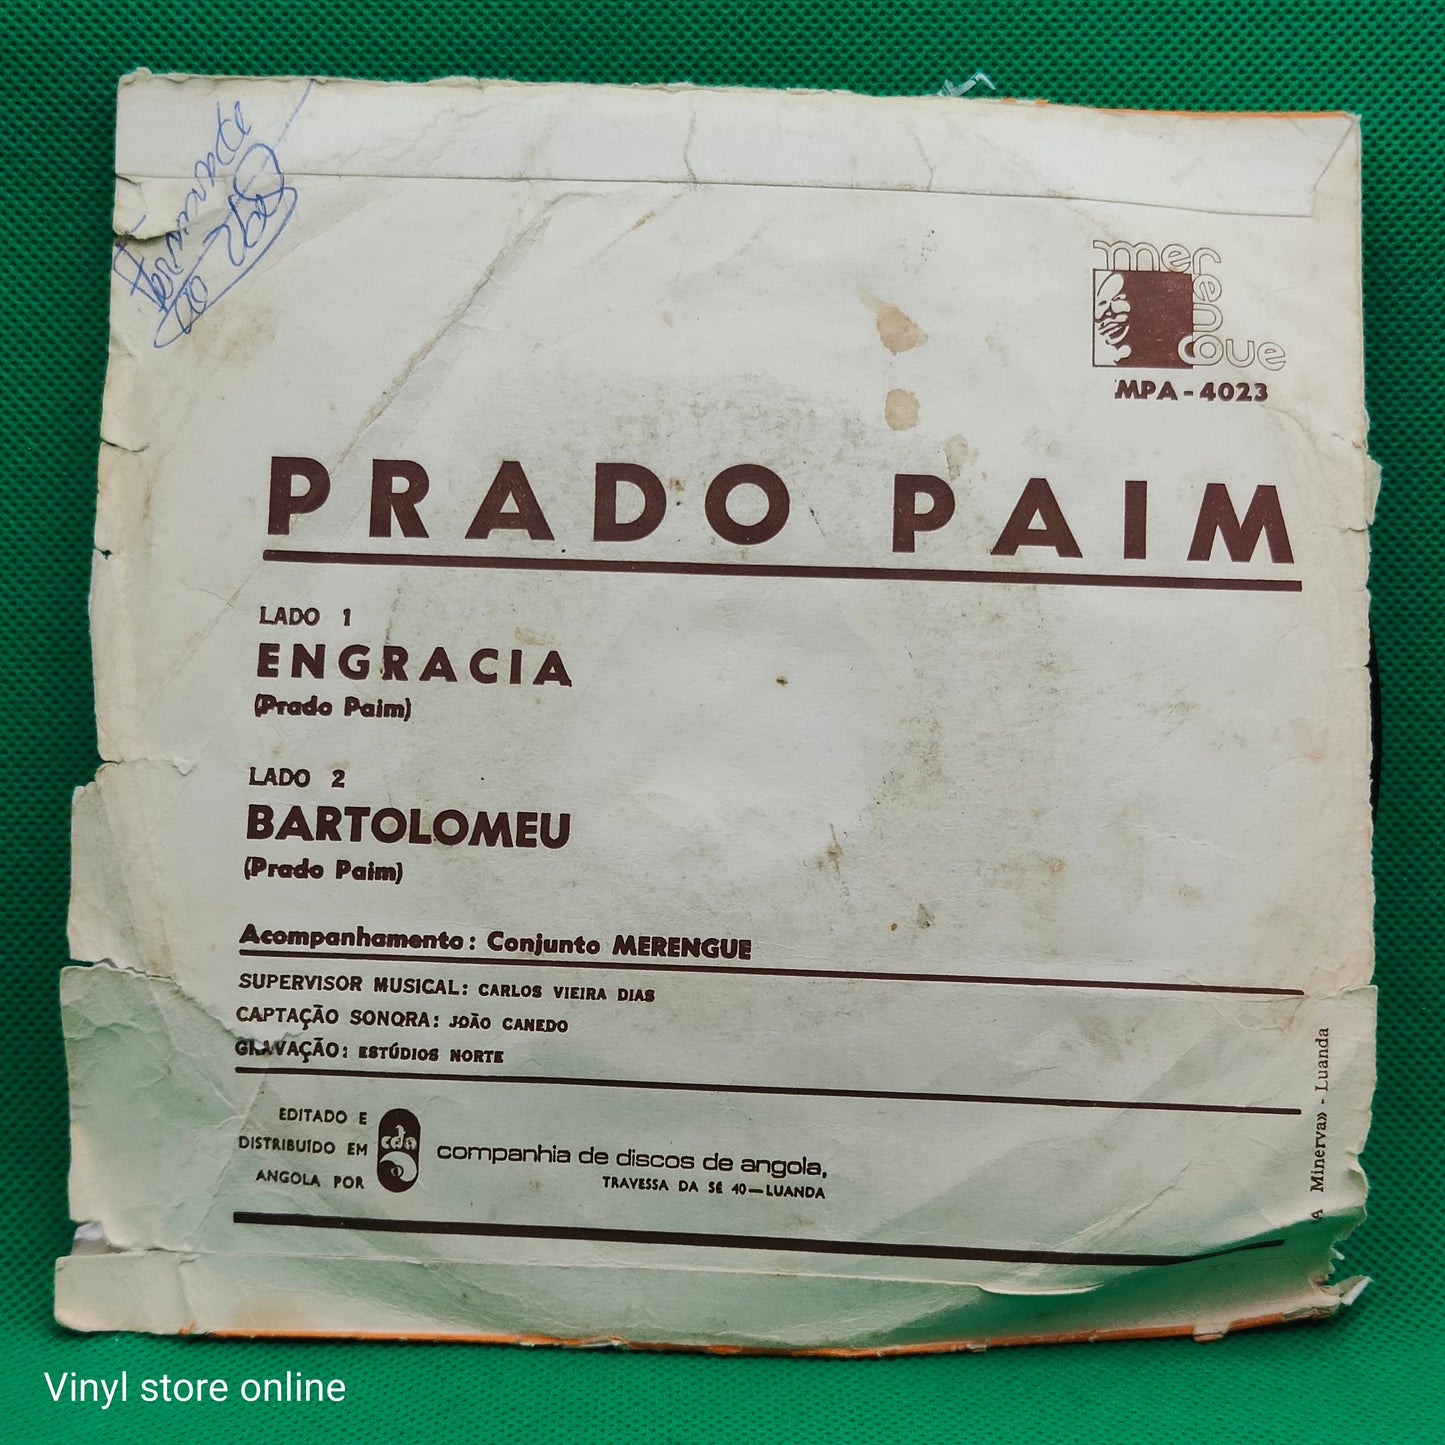 merengue
MPA-4023
PRADO PAIM
LADO 1
ENGRACIA
(Prado Paim)
LADO 2
BARTOLOMEU
(Prado Paim)
Acompanhamento: Conjunto MERENGUE
SUPERVISOR MUSICAL: CARLOS VIEIRA DIAS
CAPTAÇÃO SONORA: JOÃO CANEDO
GRAVAÇÃO: ESTÚDIOS NORTE
EDITADO E
DISTRIBUÍDO EM
ANGOLA POR
cda
companhia de discos de angola,
TRAVESSA DA SÉ 40—LUANDA
A Minerva» - Luanda
Vinyl store online